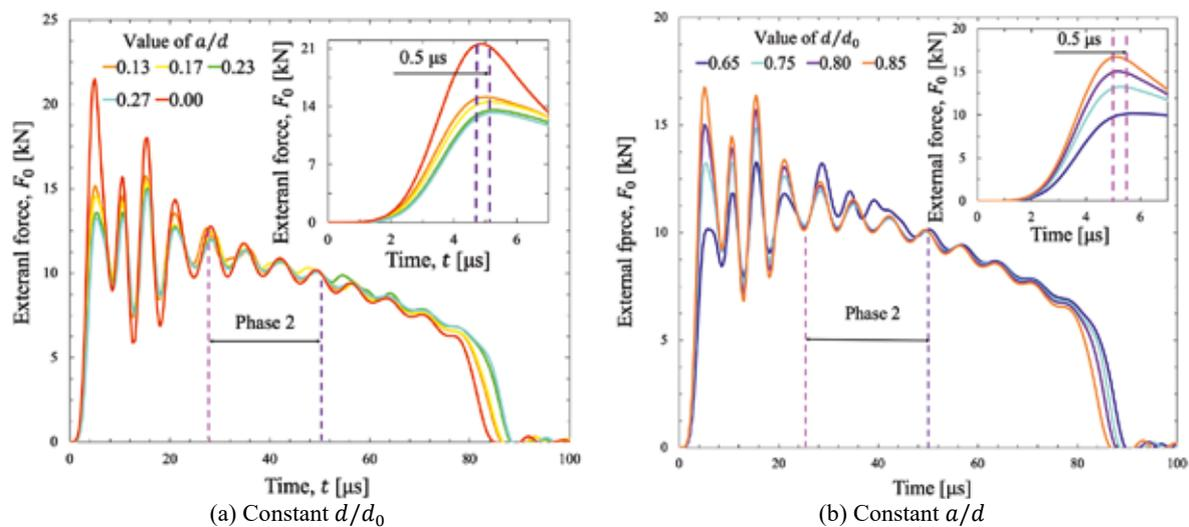 25
20
15
10
5
0
0
20
40
60
80
100
Exteranl force, F₀ [kN]
Time, t [μs]
Value of a/d
0.13 0.17 0.23
0.27 0.00
Phase 2
21
14
7
0
0 2 4 6
Exteranl force, F₀ [kN]
Time, t [μs]
0.5 μs
(a) Constant d/d₀
20
15
10
5
0
0 20 40 60 80 100
External fprce, F₀ [kN]
Time [μs]
Value of d/d₀
0.65 0.75 0.80 0.85
Phase 2
20
15
10
5
0
0 2 4 6
External force, F₀ [kN]
Time [μs]
0.5 μs
(b) Constant a/d